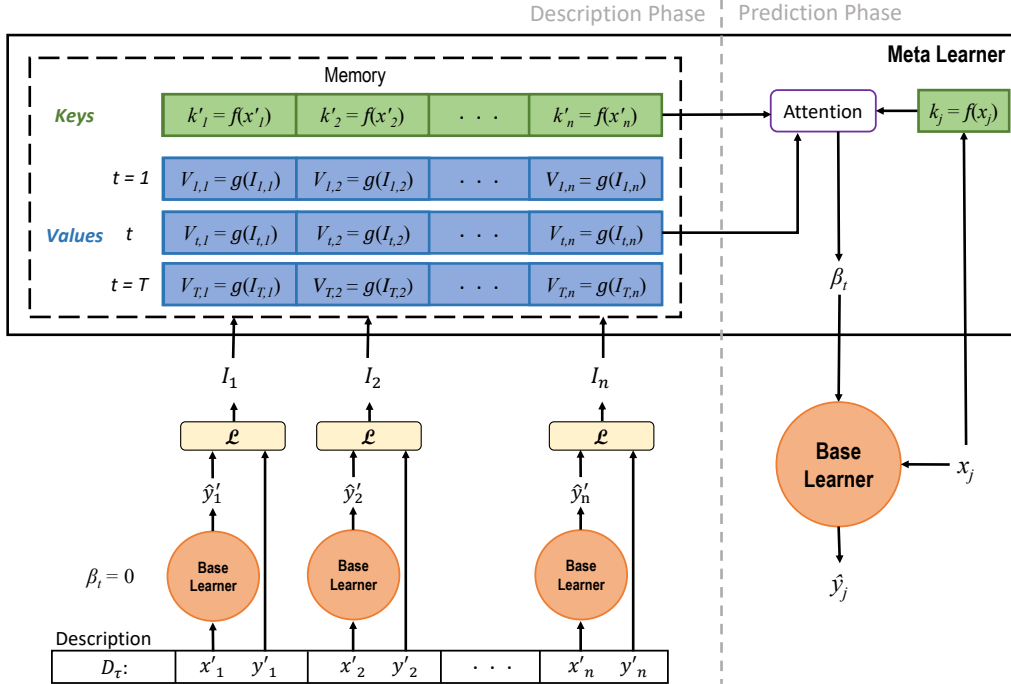 Description Phase Prediction Phase
Meta Learner
Memory
Keys k′1 = f(x′1) k′2 = f(x′2) · · · k′n = f(x′n) Attention kj = f(xj)
t = 1 V1,1 = g(I1,1) V1,2 = g(I1,2) · · · V1,n = g(I1,n)
Values t Vt,1 = g(It,1) Vt,2 = g(It,2) · · · Vt,n = g(It,n)
t = T VT,1 = g(IT,1) VT,2 = g(IT,2) · · · VT,n = g(IT,n)
βt
I1 I2 In
ℒ ℒ ℒ
Base
Learner
xj
ŷ′1 ŷ′2 ŷ′n
βt = 0
Base
Learner
Base
Learner
Base
Learner
ŷj
Description
Dτ: x′1 y′1 x′2 y′2 · · · x′n y′n